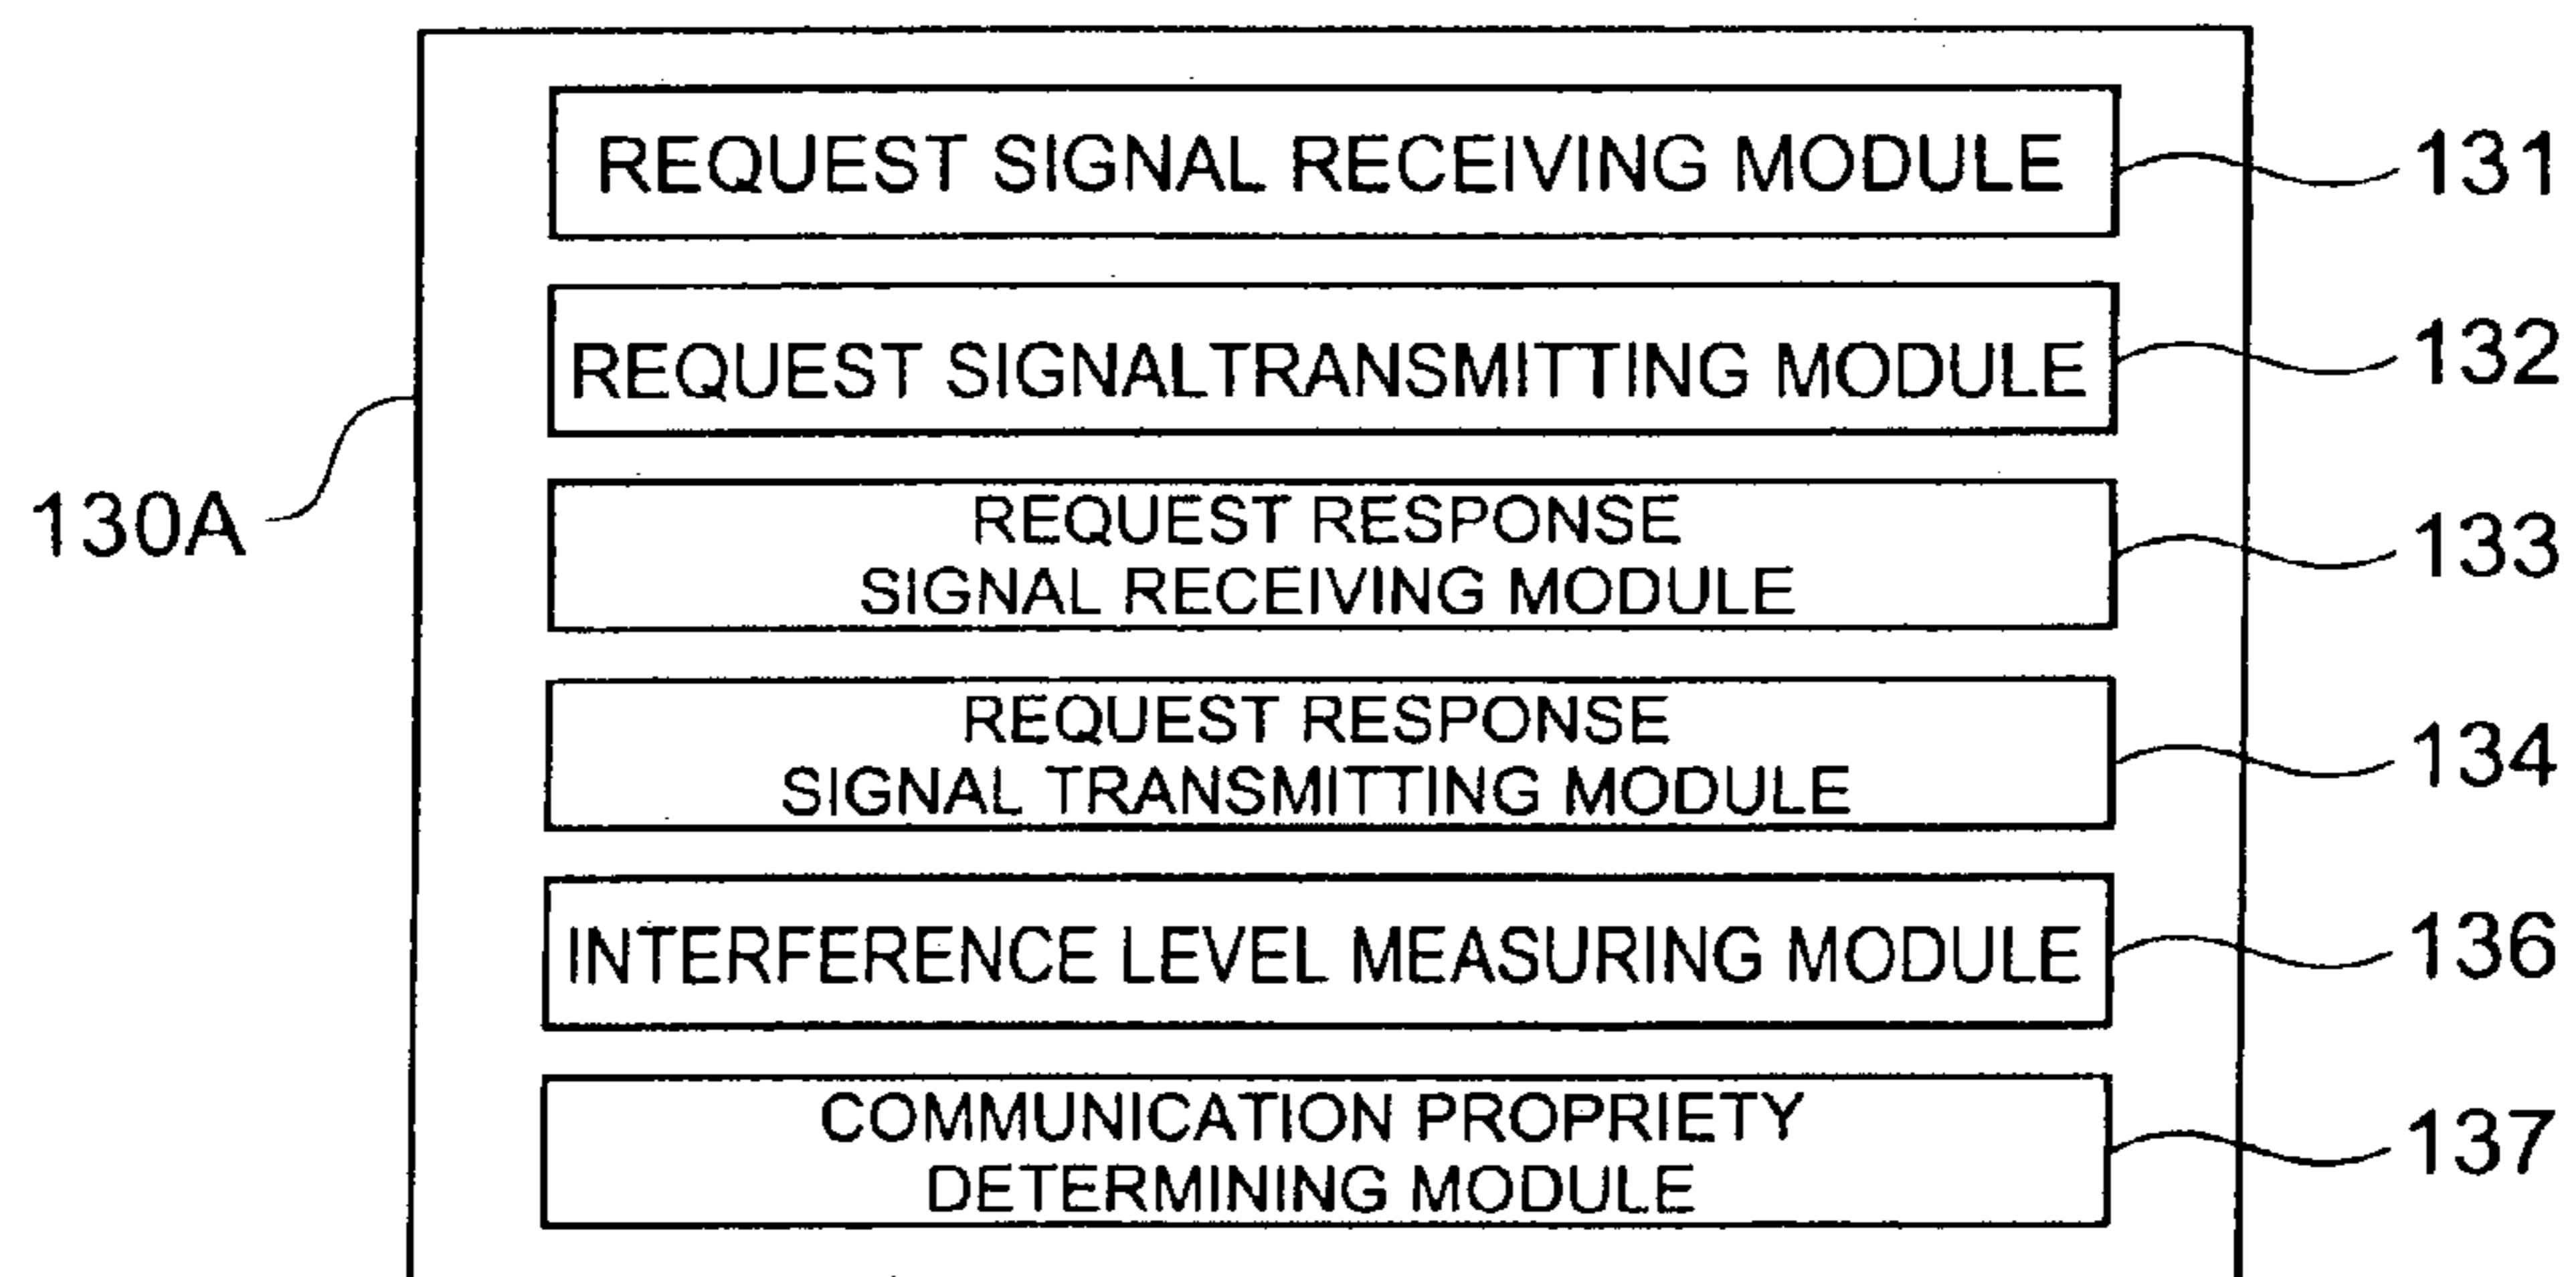 REQUEST SIGNAL RECEIVING MODULE
131
REQUEST SIGNALTRANSMITTING MODULE
132
130A
REQUEST RESPONSE
SIGNAL RECEIVING MODULE
133
REQUEST RESPONSE
SIGNAL TRANSMITTING MODULE
134
INTERFERENCE LEVEL MEASURING MODULE
136
COMMUNICATION PROPRIETY
DETERMINING MODULE
137